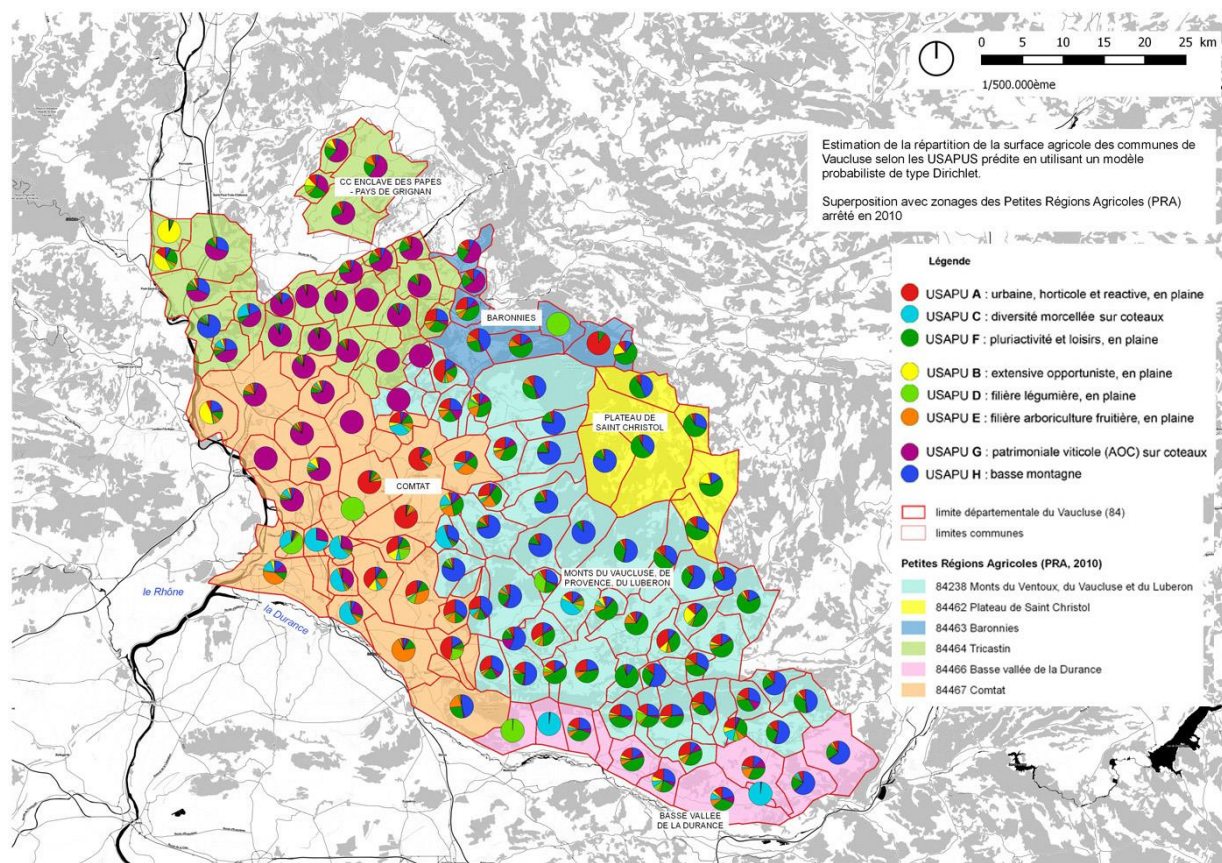 0 5 10 15 20 25 km
1/500.000ème
Estimation de la répartition de la surface agricole des communes de
Vaucluse selon les USAPUS prédite en utilisant un modèle
probabiliste de type Dirichlet.
Superposition avec zonages des Petites Régions Agricoles (PRA)
arrêté en 2010
CC ENCLAVE DES PAPES
- PAYS DE GRIGNAN
BARONNIES
PLATEAU DE
SAINT CHRISTOL
COMTAT
MONTS DU VAUCLUSE, DE
PROVENCE, DU LUBERON
le Rhône
la Durance
BASSE VALLEE
DE LA DURANCE
Légende
USAPU A : urbaine, horticole et reactive, en plaine
USAPU C : diversité morcellée sur coteaux
USAPU F : pluriactivité et loisirs, en plaine
USAPU B : extensive opportuniste, en plaine
USAPU D : filière légumière, en plaine
USAPU E : filière arboriculture fruitière, en plaine
USAPU G : patrimoniale viticole (AOC) sur coteaux
USAPU H : basse montagne
limite départementale du Vaucluse (84)
limites communes
Petites Régions Agricoles (PRA, 2010)
84238 Monts du Ventoux, du Vaucluse et du Luberon
84462 Plateau de Saint Christol
84463 Baronnies
84464 Tricastin
84466 Basse vallée de la Durance
84467 Comtat